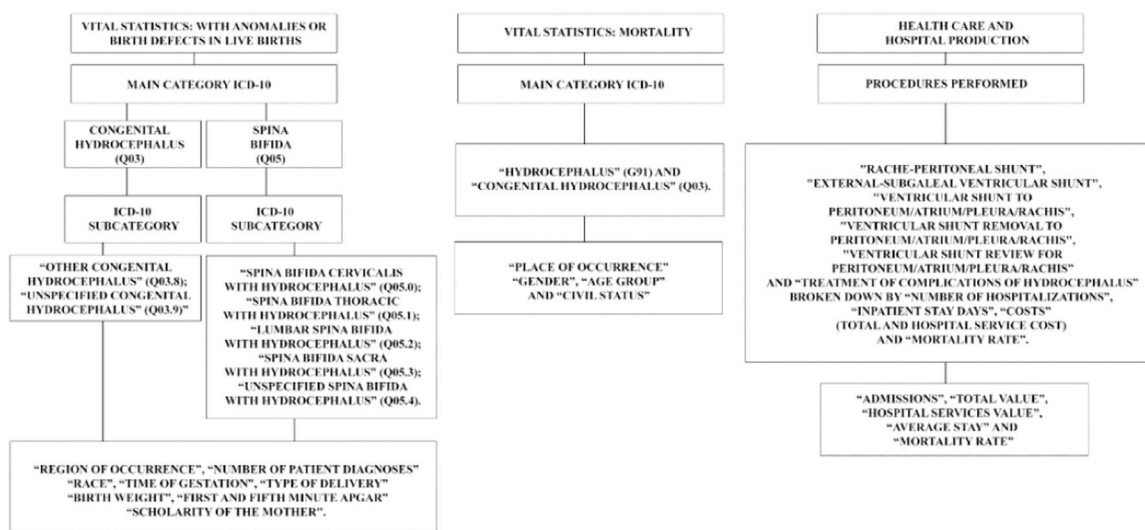 VITAL STATISTICS: WITH ANOMALIES OR
BIRTH DEFECTS IN LIVE BIRTHS
MAIN CATEGORY ICD-10
CONGENITAL
HYDROCEPHALUS
(Q03)
SPINA
BIFIDA
(Q05)
ICD-10
SUBCATEGORY
ICD-10
SUBCATEGORY
“OTHER CONGENITAL
HYDROCEPHALUS” (Q03.8);
“UNSPECIFIED CONGENITAL
HYDROCEPHALUS” (Q03.9)”
“SPINA BIFIDA CERVICALIS
WITH HYDROCEPHALUS” (Q05.0);
“SPINA BIFIDA THORACIC
WITH HYDROCEPHALUS” (Q05.1);
“LUMBAR SPINA BIFIDA
WITH HYDROCEPHALUS” (Q05.2);
“SPINA BIFIDA SACRA
WITH HYDROCEPHALUS” (Q05.3);
“UNSPECIFIED SPINA BIFIDA
WITH HYDROCEPHALUS” (Q05.4).
“REGION OF OCCURRENCE”, “NUMBER OF PATIENT DIAGNOSES”
“RACE”, “TIME OF GESTATION”, “TYPE OF DELIVERY”
“BIRTH WEIGHT”, “FIRST AND FIFTH MINUTE APGAR”
“SCHOLARITY OF THE MOTHER”.
VITAL STATISTICS: MORTALITY
MAIN CATEGORY ICD-10
“HYDROCEPHALUS” (G91) AND
“CONGENITAL HYDROCEPHALUS” (Q03).
“PLACE OF OCCURRENCE”
“GENDER”, “AGE GROUP”
AND “CIVIL STATUS”
HEALTH CARE AND
HOSPITAL PRODUCTION
PROCEDURES PERFORMED
"RACHE-PERITONEAL SHUNT",
"EXTERNAL-SUBGALEAL VENTRICULAR SHUNT",
"VENTRICULAR SHUNT TO
PERITONEUM/ATRIUM/PLEURA/RACHIS",
"VENTRICULAR SHUNT REMOVAL TO
PERITONEUM/ATRIUM/PLEURA/RACHIS",
"VENTRICULAR SHUNT REVIEW FOR
PERITONEUM/ATRIUM/PLEURA/RACHIS"
AND “TREATMENT OF COMPLICATIONS OF HYDROCEPHALUS”
BROKEN DOWN BY “NUMBER OF HOSPITALIZATIONS”,
“INPATIENT STAY DAYS”, “COSTS”
(TOTAL AND HOSPITAL SERVICE COST)
AND “MORTALITY RATE”.
“ADMISSIONS”, “TOTAL VALUE”,
“HOSPITAL SERVICES VALUE”,
“AVERAGE STAY” AND
“MORTALITY RATE”